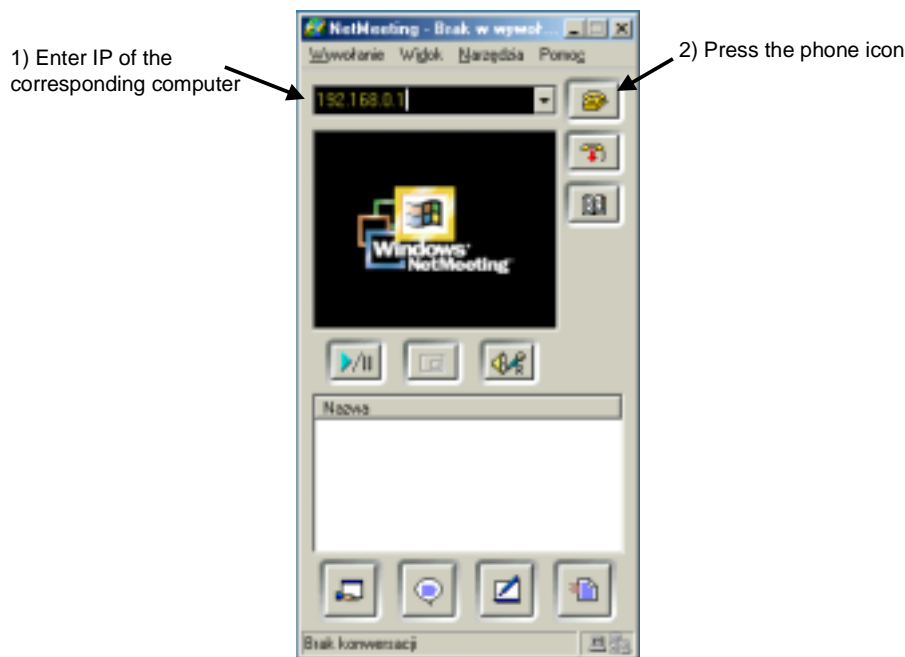 1) Enter IP of the
corresponding computer
2) Press the phone icon
NetMeeting - Brak w wywoł...
Wywołanie Widok Narzędzia Pomoc
192.168.0.1
Windows
NetMeeting
Nazwa
Brak konwersacji